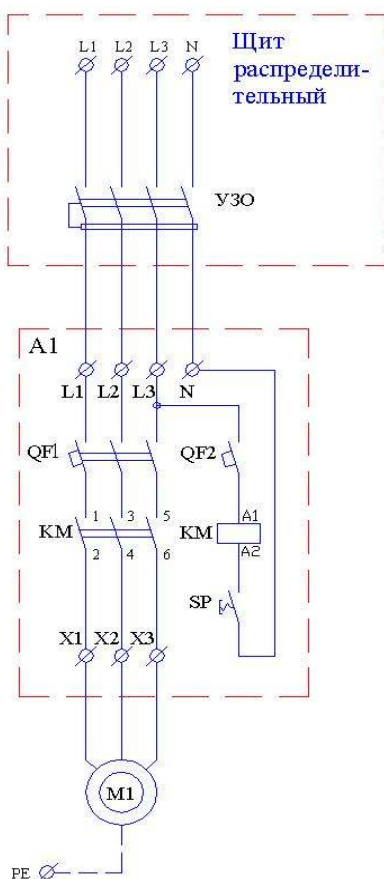 L1 L2 L3 N
Щит
распредели-
тельный
УЗО
A1
L1 L2 L3 N
QF1 QF2
KM 1 3 5 KM A1
2 4 6 A2
SP
X1 X2 X3
M1
PE